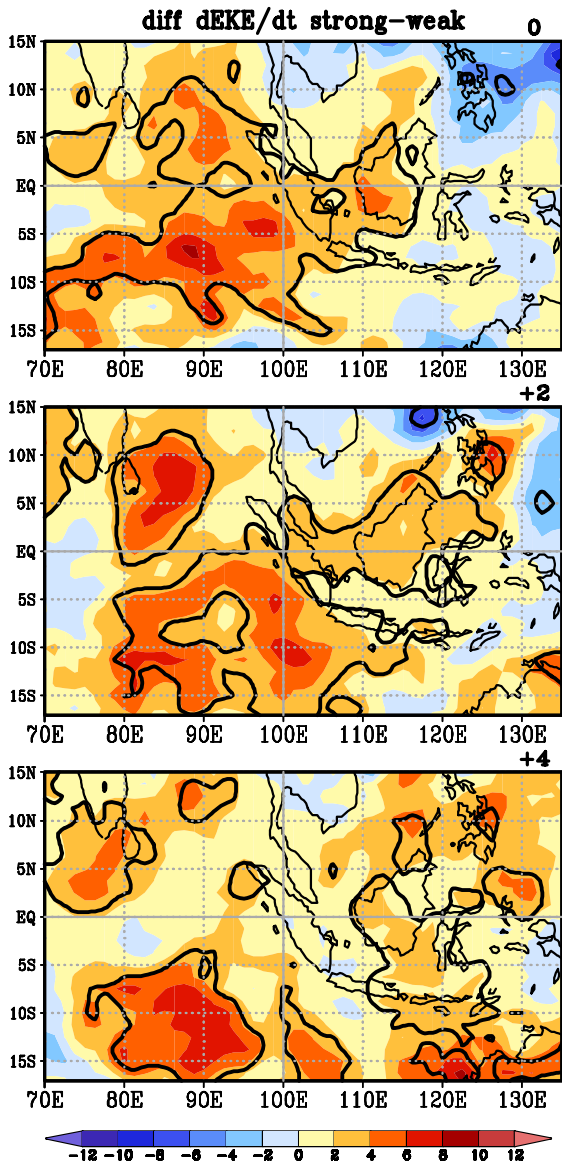 diff dEKE/dt strong-weak
0
15N
10N
5N
EQ
5S
10S
15S
70E 80E 90E 100E 110E 120E 130E
+2
15N
10N
5N
EQ
5S
10S
15S
70E 80E 90E 100E 110E 120E 130E
+4
15N
10N
5N
EQ
5S
10S
15S
70E 80E 90E 100E 110E 120E 130E
-12 -10 -8 -6 -4 -2 0 2 4 6 8 10 12